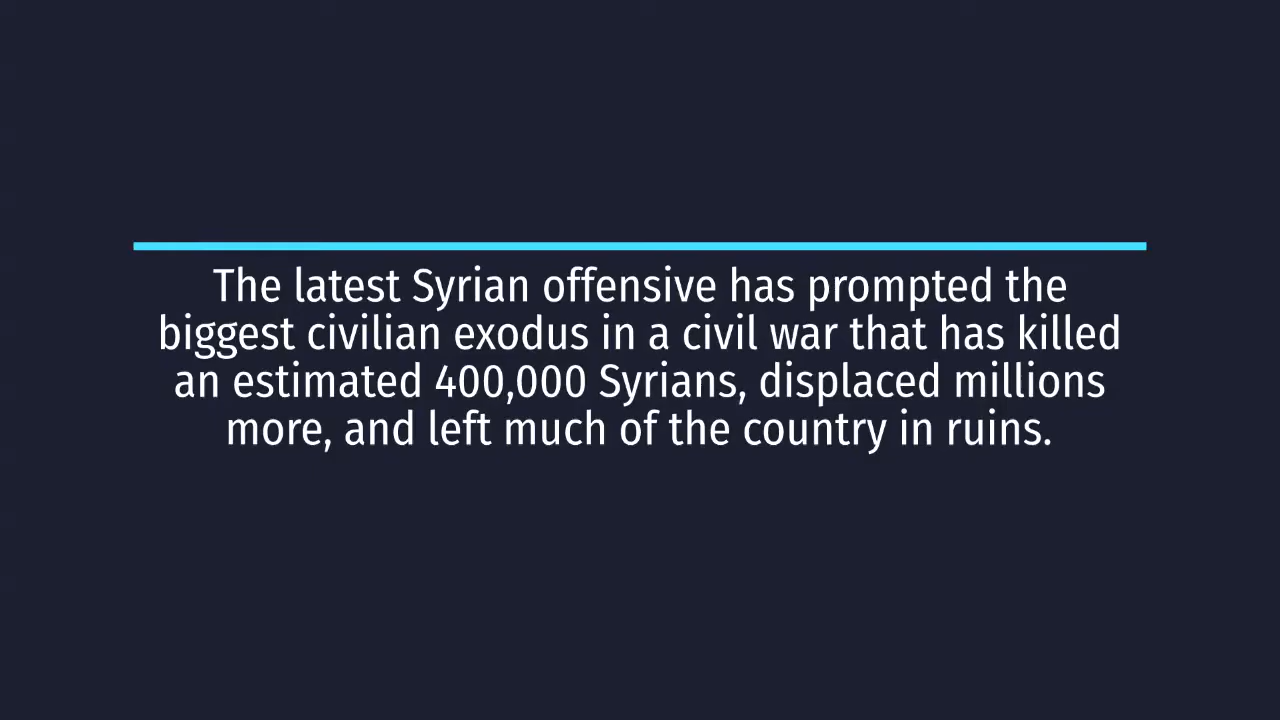 The latest Syrian offensive has prompted the
biggest civilian exodus in a civil war that has killed
an estimated 400,000 Syrians, displaced millions
more, and left much of the country in ruins.